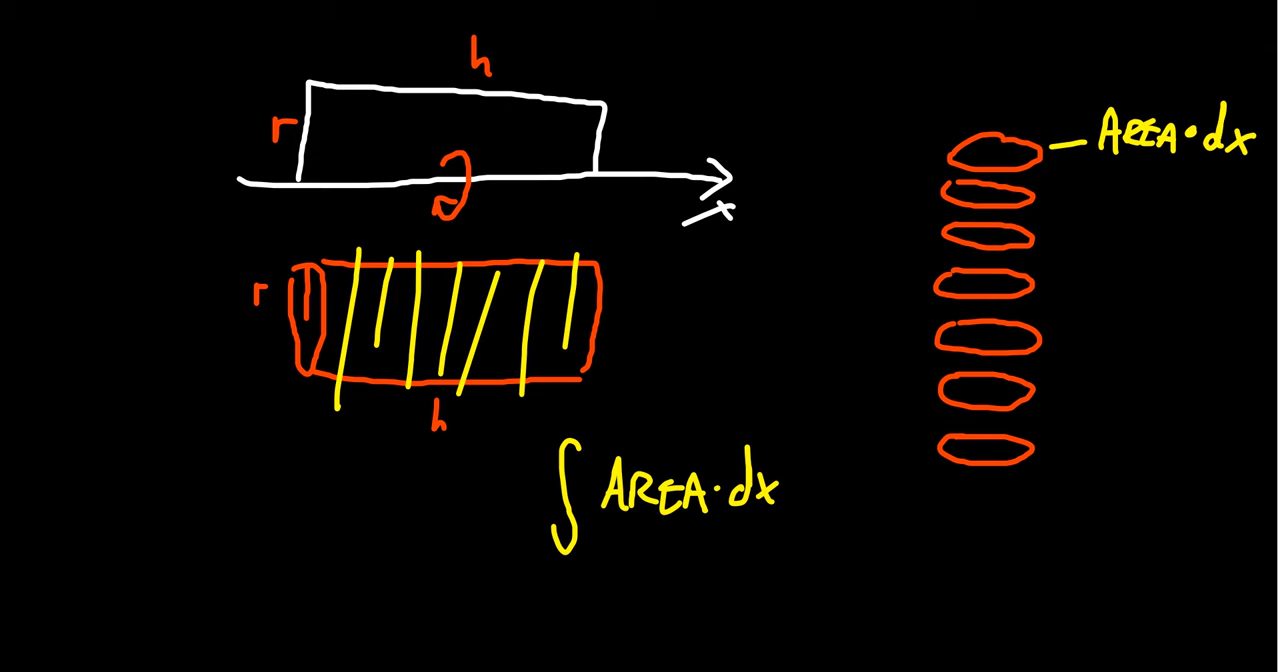 h
r
AREA · dx
x
r
h
∫ AREA · dx